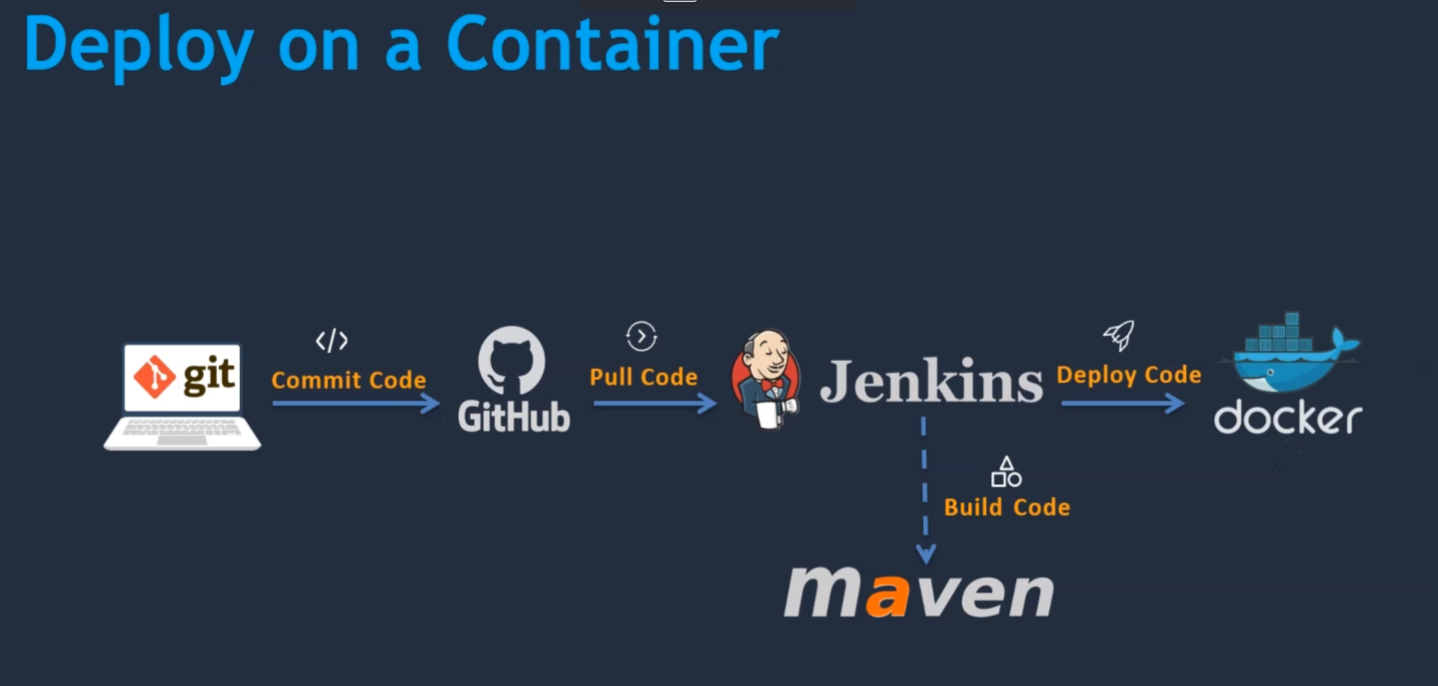 Deploy on a Container
git
Commit Code
GitHub
Pull Code
Jenkins
Deploy Code
docker
Build Code
maven